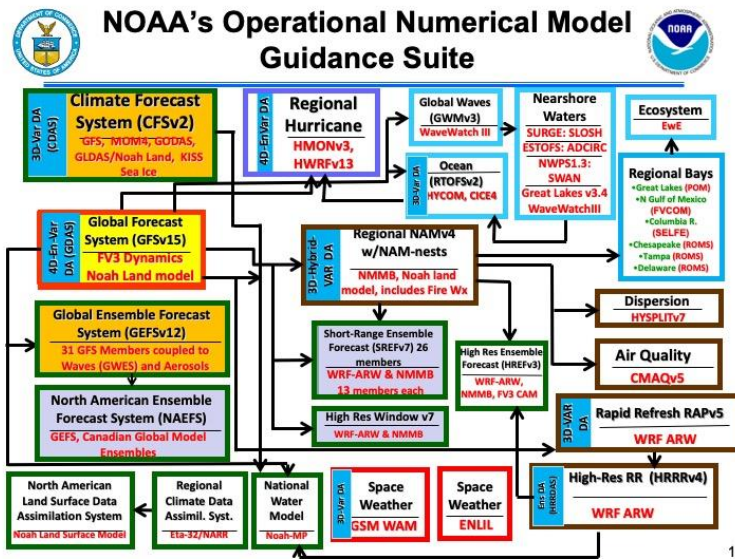 NOAA's Operational Numerical Model
Guidance Suite
DEPARTMENT OF COMMERCE
UNITED STATES OF AMERICA
NOAA
3D-Var DA
(CDAS)
Climate Forecast
System (CFSv2)
GFS, MOM4, GODAS,
GLDAS/Noah Land, KISS
Sea Ice
4D-EnVar DA
Regional
Hurricane
HMONv3,
HWRFv13
Global Waves
(GWMv3)
WaveWatch III
3D-Var DA
Ocean
(RTOFSv2)
HYCOM, CICE4
Nearshore
Waters
SURGE: SLOSH
ESTOFS: ADCIRC
NWPS1.3:
SWAN
Great Lakes v3.4
WaveWatchIII
Ecosystem
EwE
Regional Bays
•Great Lakes (POM)
•N Gulf of Mexico
(FVCOM)
•Columbia R.
(SELFE)
•Chesapeake (ROMS)
•Tampa (ROMS)
•Delaware (ROMS)
4D-En-Var
DA (GDAS)
Global Forecast
System (GFSv15)
FV3 Dynamics
Noah Land model
3D-Hybrid-
VAR DA
Regional NAMv4
w/NAM-nests
NMMB, Noah land
model, includes Fire Wx
Dispersion
HYSPLITv7
Global Ensemble Forecast
System (GEFSv12)
31 GFS Members coupled to
Waves (GWES) and Aerosols
Short-Range Ensemble
Forecast (SREFv7) 26
members
WRF-ARW & NMMB
13 members each
High Res Ensemble
Forecast (HREFv3)
WRF-ARW,
NMMB, FV3 CAM
Air Quality
CMAQv5
North American Ensemble
Forecast System (NAEFS)
GEFS, Canadian Global Model
Ensembles
High Res Window v7
WRF-ARW & NMMB
3D-VAR
DA
Rapid Refresh RAPv5
WRF ARW
North American
Land Surface Data
Assimilation System
Noah Land Surface Model
Regional
Climate Data
Assimil. Syst.
Eta-32/NARR
National
Water
Model
Noah-MP
3D-Var DA
Space
Weather
GSM WAM
Space
Weather
ENLIL
Ens DA
(HRRDAS)
High-Res RR (HRRRv4)
WRF ARW
1